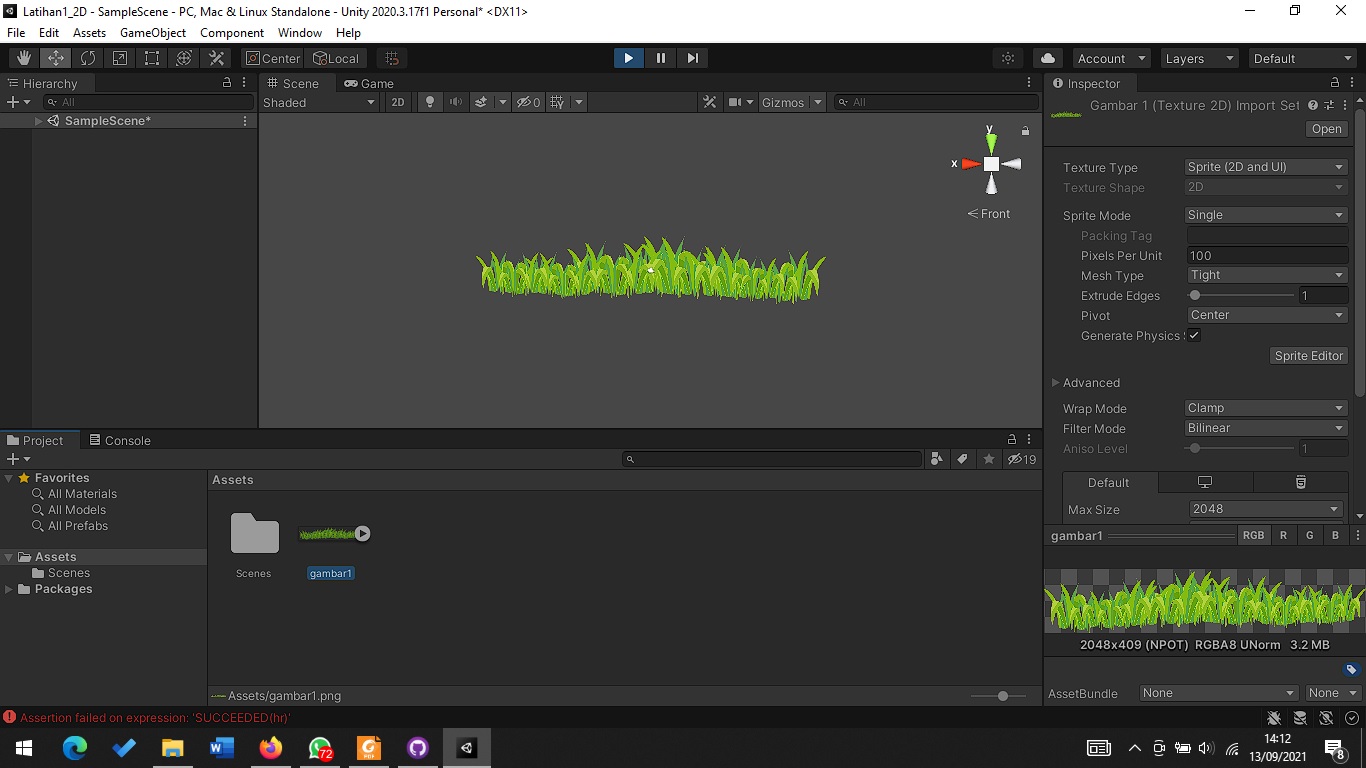 Latihan1_2D - SampleScene - PC, Mac & Linux Standalone - Unity 2020.3.17f1 Personal* <DX11>
File Edit Assets GameObject Component Window Help
Center Local Account Layers Default
Hierarchy
All
SampleScene*
Scene Game
Shaded 2D 0 Gizmos All
y
x
Front
Inspector
Gambar 1 (Texture 2D) Import Set
Open
Texture Type Sprite (2D and UI)
Texture Shape 2D
Sprite Mode Single
Packing Tag
Pixels Per Unit 100
Mesh Type Tight
Extrude Edges 1
Pivot Center
Generate Physics
Sprite Editor
Advanced
Wrap Mode Clamp
Filter Mode Bilinear
Aniso Level 1
Default
Max Size 2048
gambar1 RGB R G B
2048x409 (NPOT) RGBA8 UNorm 3.2 MB
AssetBundle None None
Project Console
19
Favorites
All Materials
All Models
All Prefabs
Assets
Scenes
Packages
Assets
Scenes
gambar1
Assets/gambar1.png
Assertion failed on expression: 'SUCCEEDED(hr)'
72
PDF
14:12
13/09/2021
8